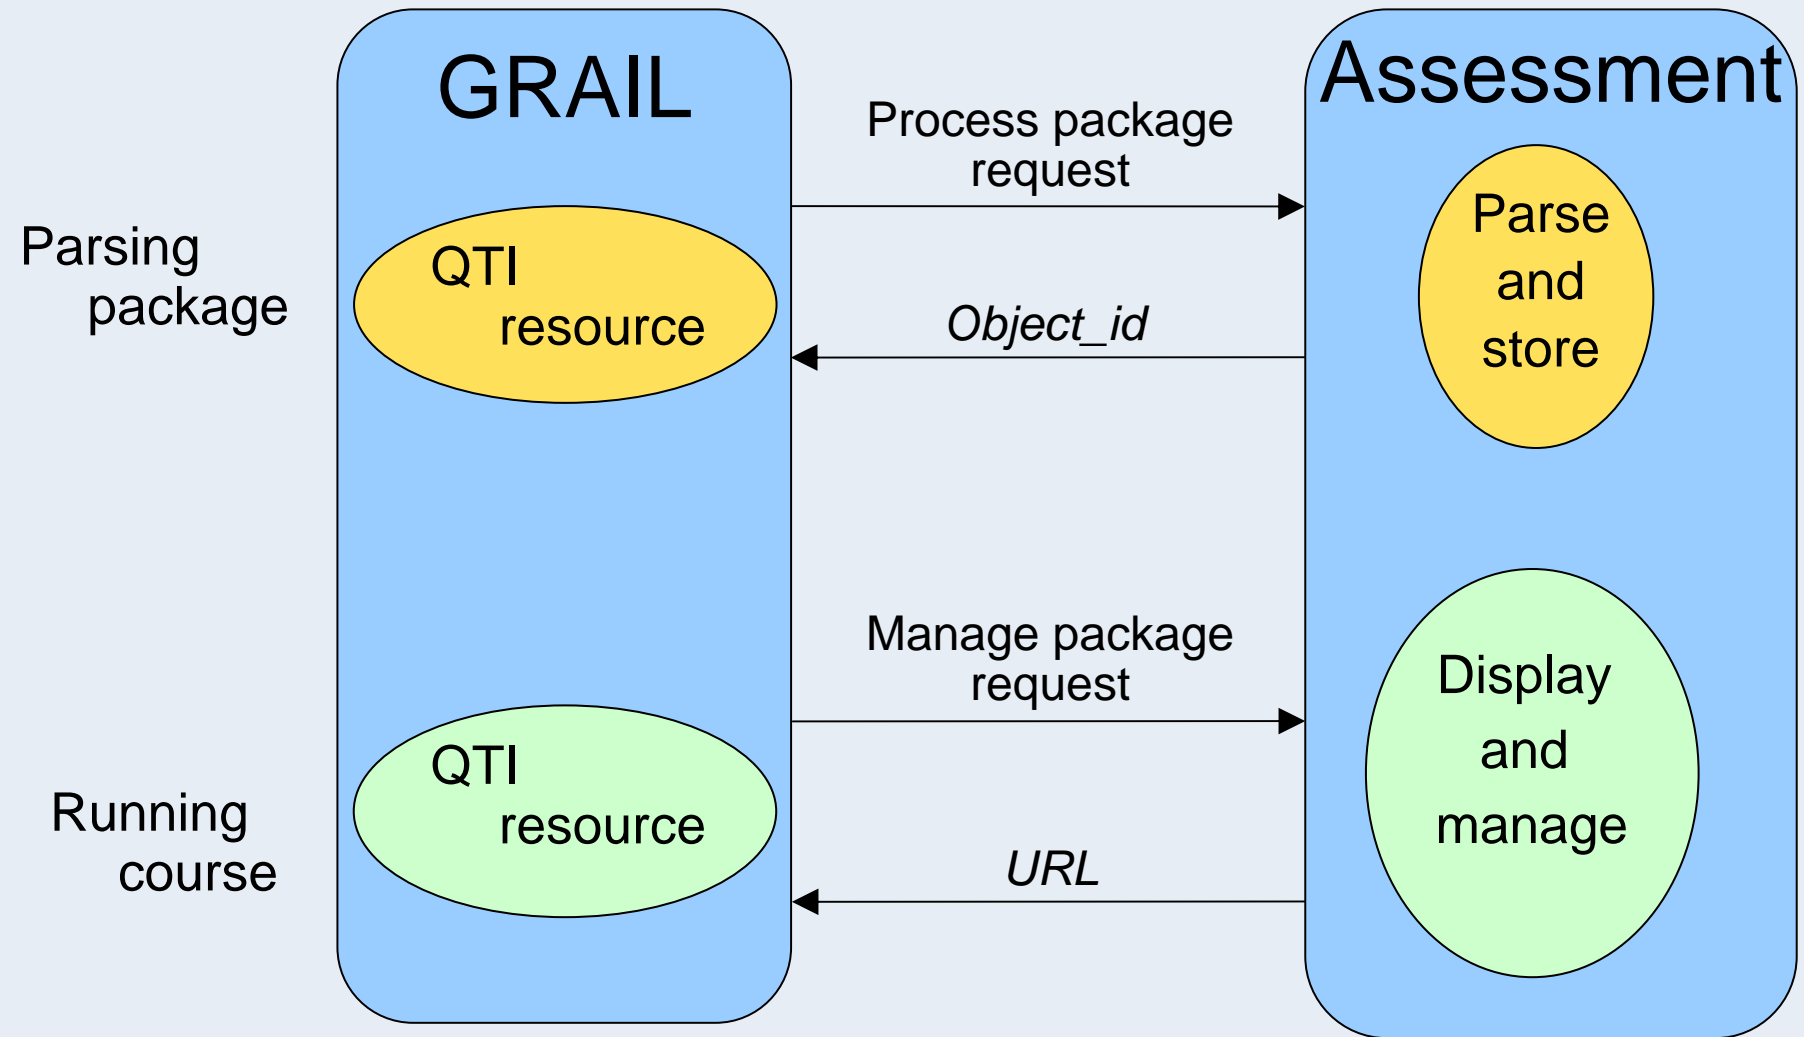 GRAIL
Assessment
Process package
request
Parsing
package
QTI
resource
Object_id
Parse
and
store
Manage package
request
Running
course
QTI
resource
URL
Display
and
manage